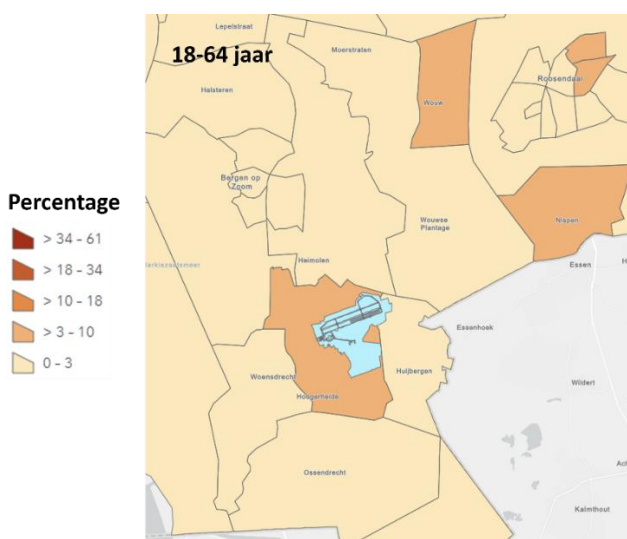 Lepelstraat
Moerstraten
18-64 jaar
Roosendaal
Halsteren
Wouw
Bergen op
Zoom
Percentage
Wouwse
Plantage
Nispen
> 34 - 61
> 18 - 34
Heimolen
Essen
> 10 - 18
> 3 - 10
Essenhoek
0 - 3
Woensdrecht
Huijbergen
Wildert
Hoogerheide
Ossendrecht
Kalmthout